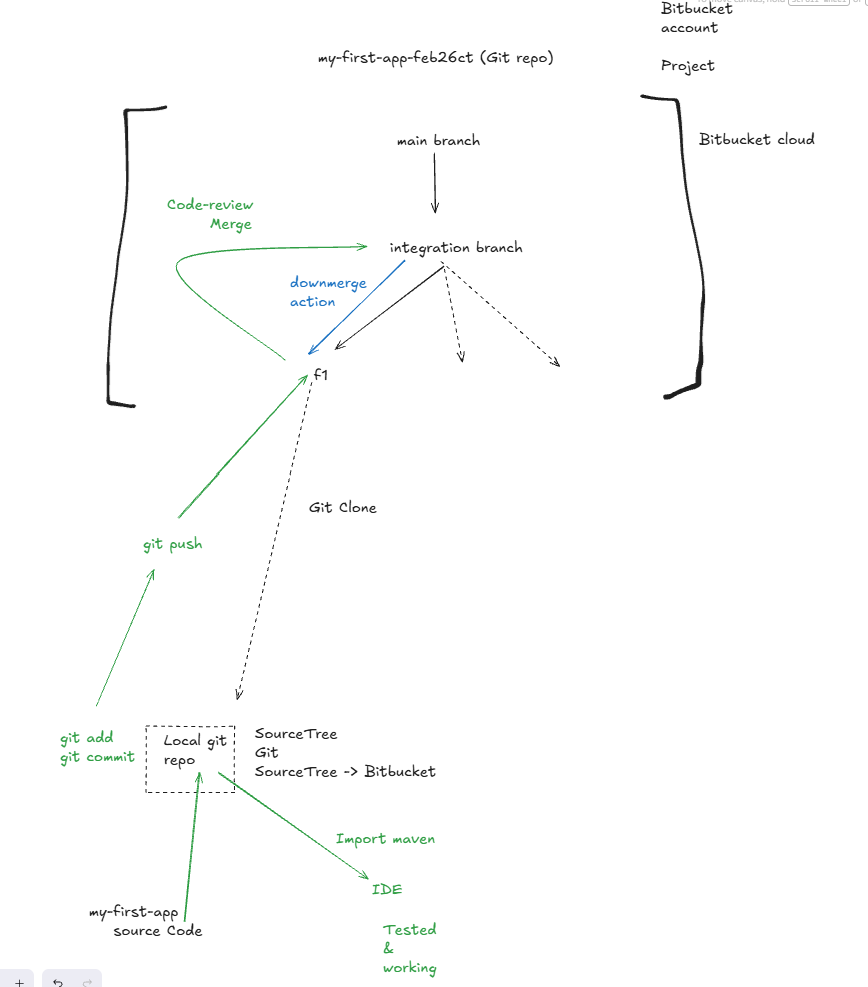 Bitbucket
account
my-first-app-feb26ct (Git repo)
Project
main branch
Bitbucket cloud
Code-review
Merge
integration branch
downmerge
action
f1
Git Clone
git push
git add
git commit
Local git
repo
SourceTree
Git
SourceTree -> Bitbucket
Import maven
IDE
my-first-app
source Code
Tested
&
working